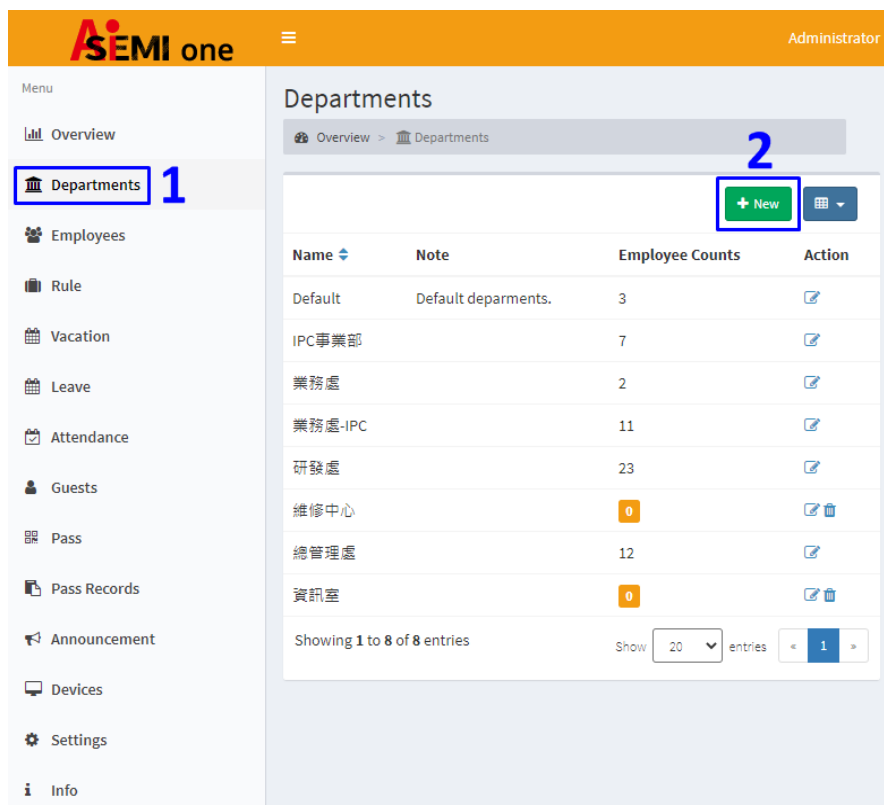 ASEMI one
Administrator
Menu
Overview
Departments
1
Employees
Rule
Vacation
Leave
Attendance
Guests
Pass
Pass Records
Announcement
Devices
Settings
Info
Departments
Overview > Departments
2
New
Name Note Employee Counts Action
Default Default deparments. 3
IPC事業部 7
業務處 2
業務處-IPC 11
研發處 23
維修中心 0
總管理處 12
資訊室 0
Showing 1 to 8 of 8 entries
Show 20 entries « 1 »